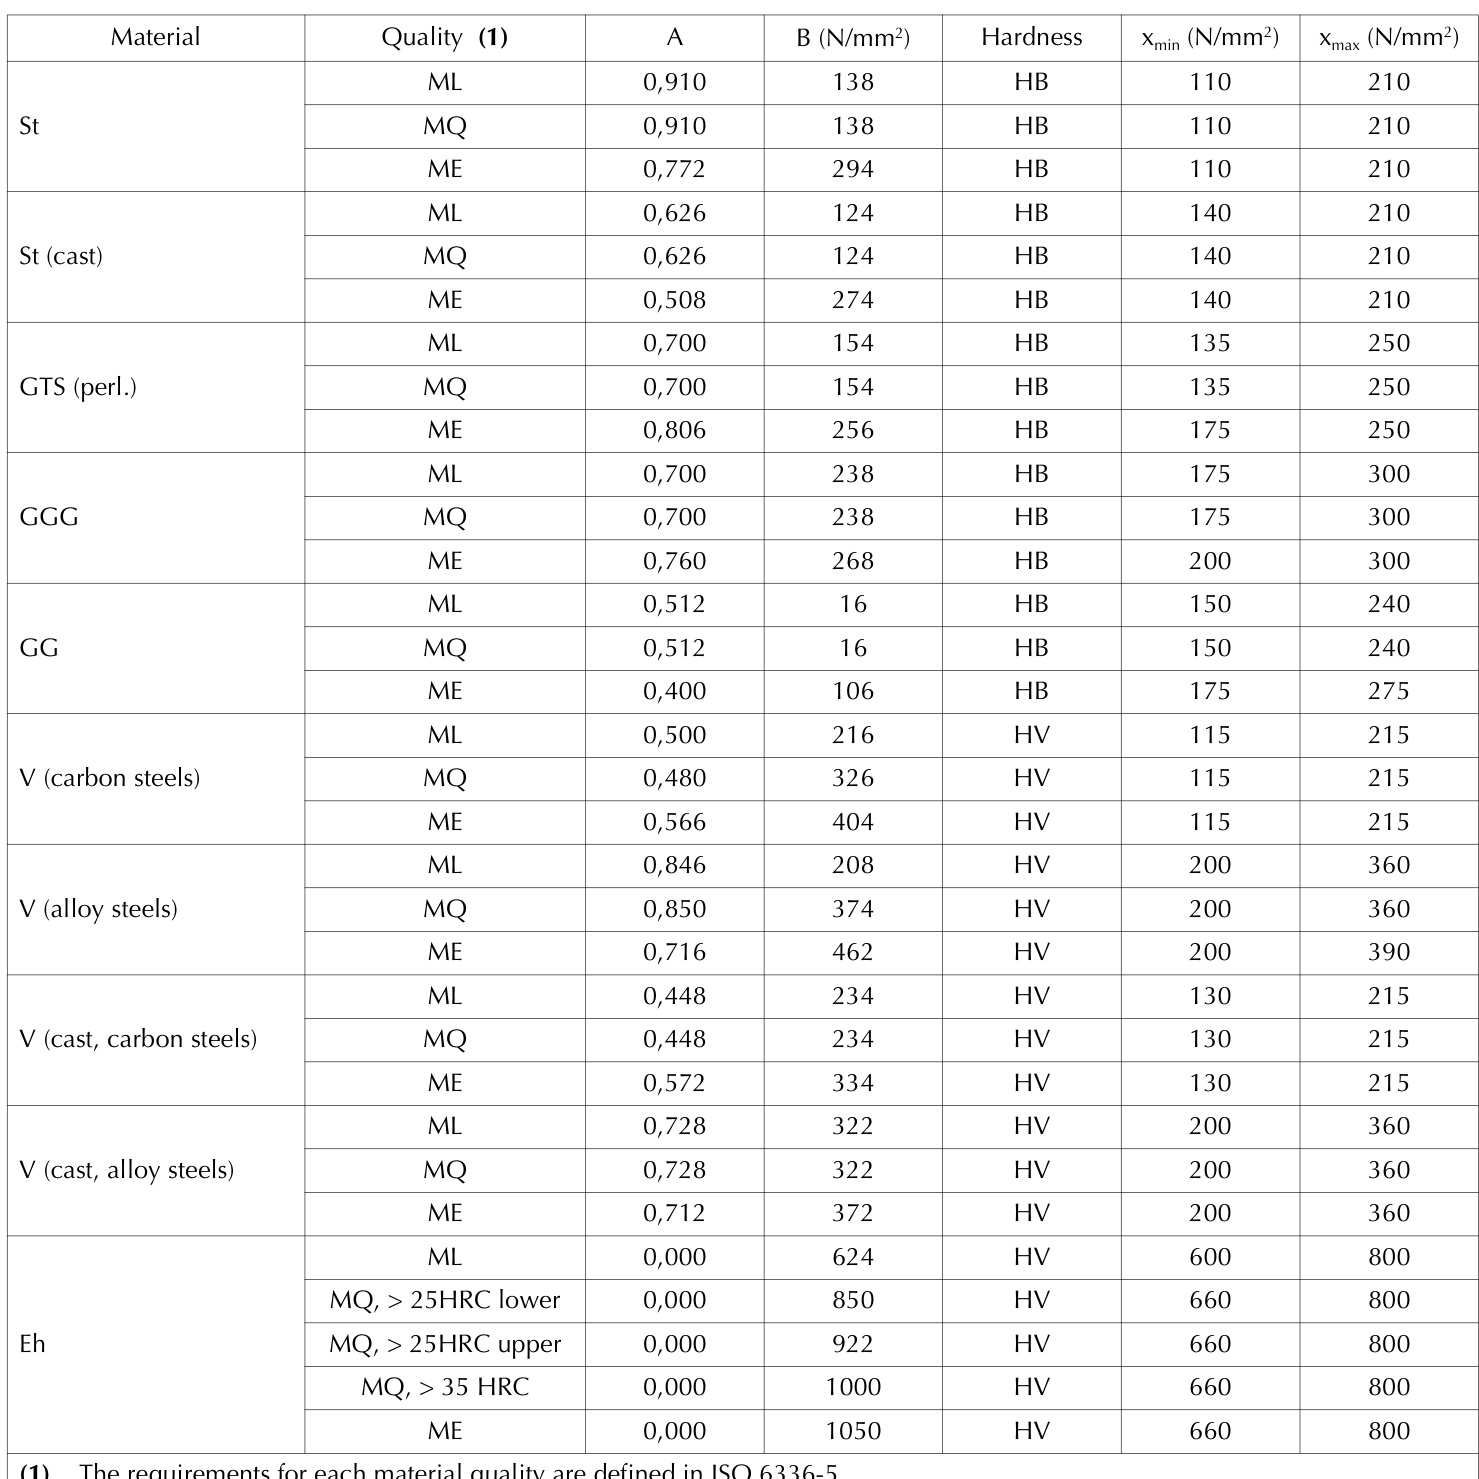 Material Quality (1) A B (N/mm²) Hardness xmin (N/mm²) xmax (N/mm²)
St
ML 0,910 138 HB 110 210
MQ 0,910 138 HB 110 210
ME 0,772 294 HB 110 210
St (cast)
ML 0,626 124 HB 140 210
MQ 0,626 124 HB 140 210
ME 0,508 274 HB 140 210
GTS (perl.)
ML 0,700 154 HB 135 250
MQ 0,700 154 HB 135 250
ME 0,806 256 HB 175 250
GGG
ML 0,700 238 HB 175 300
MQ 0,700 238 HB 175 300
ME 0,760 268 HB 200 300
GG
ML 0,512 16 HB 150 240
MQ 0,512 16 HB 150 240
ME 0,400 106 HB 175 275
V (carbon steels)
ML 0,500 216 HV 115 215
MQ 0,480 326 HV 115 215
ME 0,566 404 HV 115 215
V (alloy steels)
ML 0,846 208 HV 200 360
MQ 0,850 374 HV 200 360
ME 0,716 462 HV 200 390
V (cast, carbon steels)
ML 0,448 234 HV 130 215
MQ 0,448 234 HV 130 215
ME 0,572 334 HV 130 215
V (cast, alloy steels)
ML 0,728 322 HV 200 360
MQ 0,728 322 HV 200 360
ME 0,712 372 HV 200 360
Eh
ML 0,000 624 HV 600 800
MQ, > 25HRC lower 0,000 850 HV 660 800
MQ, > 25HRC upper 0,000 922 HV 660 800
MQ, > 35 HRC 0,000 1000 HV 660 800
ME 0,000 1050 HV 660 800
(1) The requirements for each material quality are defined in ISO 6336-5